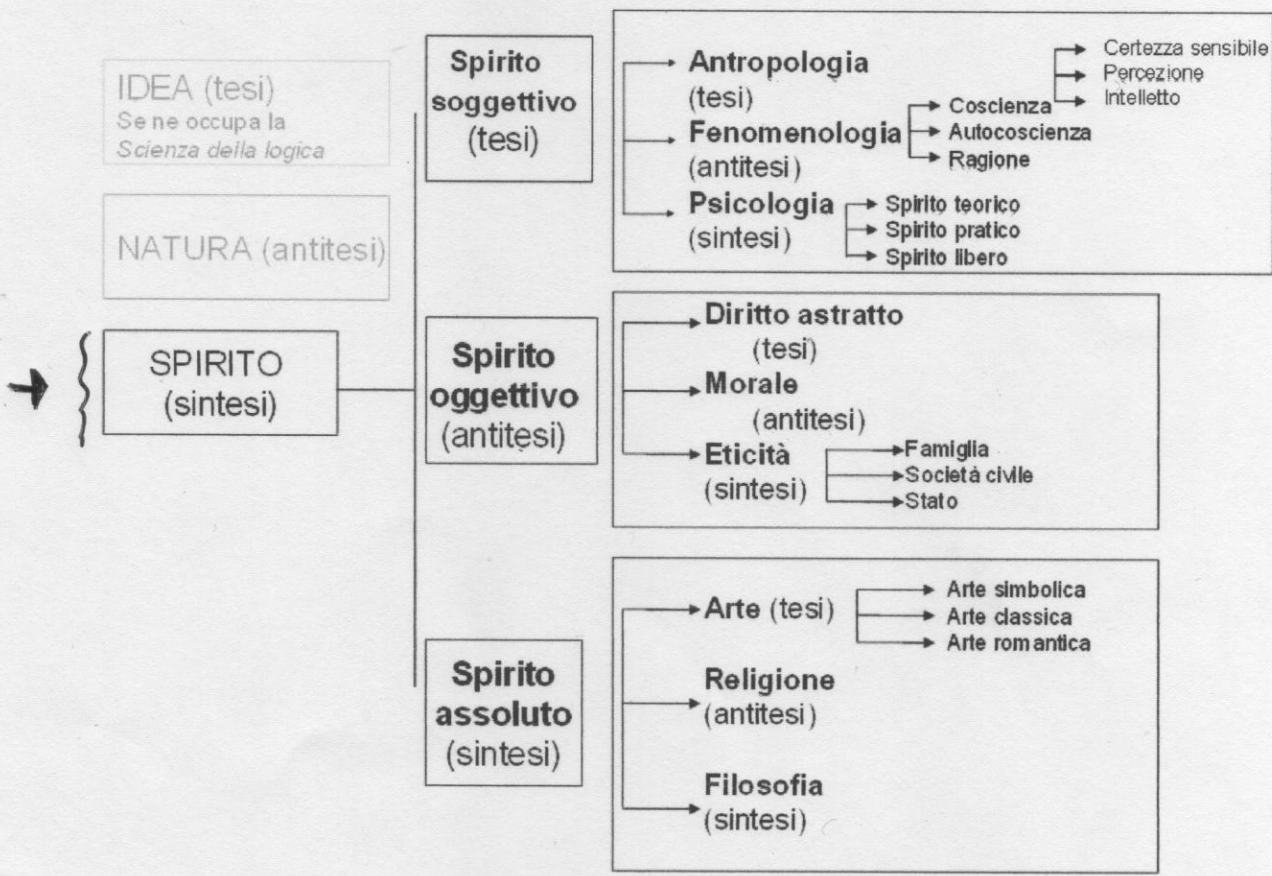 IDEA (tesi)
Se ne occupa la
Scienza della logica
NATURA (antitesi)
SPIRITO
(sintesi)
Spirito
soggettivo
(tesi)
Antropologia
(tesi)
Fenomenologia
(antitesi)
Psicologia
(sintesi)
Coscienza
Autocoscienza
Ragione
Certezza sensibile
Percezione
Intelletto
Spirito teorico
Spirito pratico
Spirito libero
Spirito
oggettivo
(antitesi)
Diritto astratto
(tesi)
Morale
(antitesi)
Eticità
(sintesi)
Famiglia
Società civile
Stato
Spirito
assoluto
(sintesi)
Arte (tesi)
Arte simbolica
Arte classica
Arte romantica
Religione
(antitesi)
Filosofia
(sintesi)